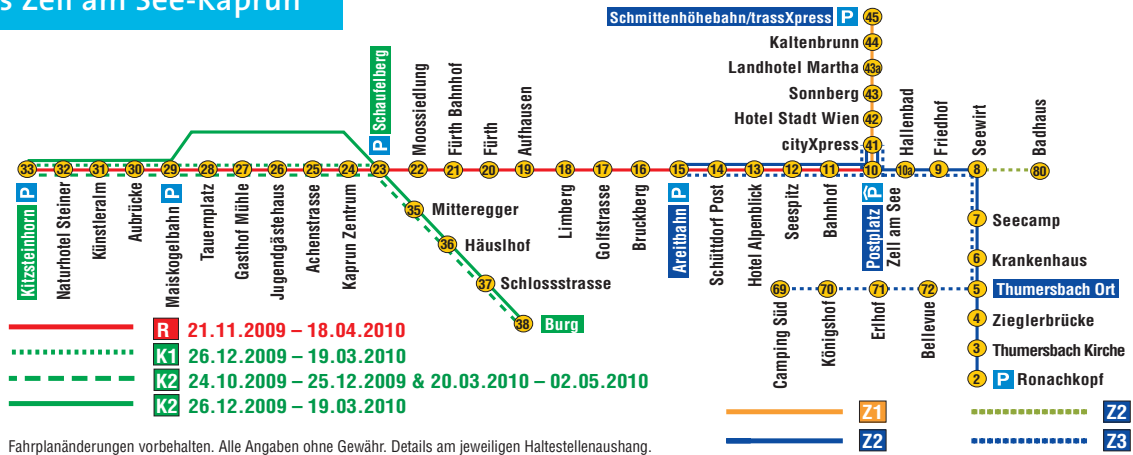 s Zell am See-Kaprun
Schmittenhöhebahn/trassXpress P 45
Kaltenbrunn 44
Landhotel Martha 43a
Sonnberg 43
Hotel Stadt Wien 42
cityXpress 41
33 Kitzsteinhorn P
32 Naturhotel Steiner
31 Künstleralm
30 Aubrücke
29 Maiskogelbahn P
28 Tauernplatz
27 Gasthof Mühle
26 Jugendgästehaus
25 Achenstrasse
24 Kaprun Zentrum
23 P Schaufelberg
22 Moossiedlung
21 Fürth Bahnhof
20 Fürth
19 Aufhausen
18 Limberg
17 Golfstrasse
16 Bruckberg
15 Areitbahn P
14 Schüttdorf Post
13 Hotel Alpenblick
12 Seespitz
11 Bahnhof
10 Postplatz P
Zell am See
10a Hallenbad
9 Friedhof
8 Seewirt
80 Badhaus
35 Mitteregger
36 Häuslhof
37 Schlossstrasse
38 Burg
7 Seecamp
6 Krankenhaus
5 Thumersbach Ort
4 Zieglerbrücke
3 Thumersbach Kirche
2 P Ronachkopf
69 Camping Süd
70 Königshof
71 Erlhof
72 Bellevue
R 21.11.2009 – 18.04.2010
K1 26.12.2009 – 19.03.2010
K2 24.10.2009 – 25.12.2009 & 20.03.2010 – 02.05.2010
K2 26.12.2009 – 19.03.2010
Z1
Z2
Z2
Z3
Fahrplanänderungen vorbehalten. Alle Angaben ohne Gewähr. Details am jeweiligen Haltestellenaushang.